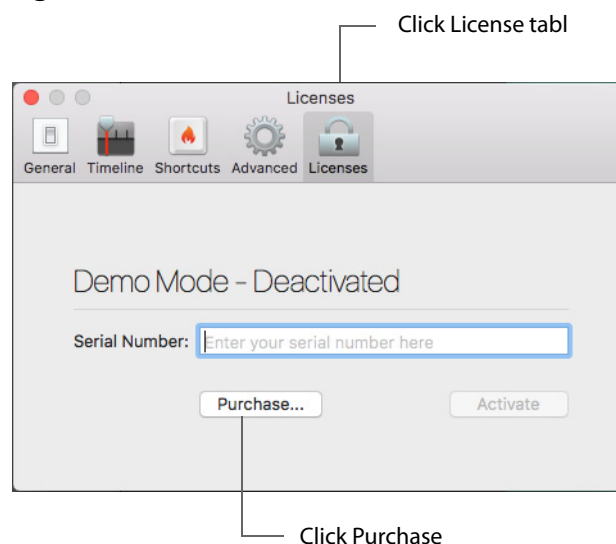 Click License tabl
Licenses
General Timeline Shortcuts Advanced Licenses
Demo Mode – Deactivated
Serial Number: Enter your serial number here
Purchase... Activate
Click Purchase